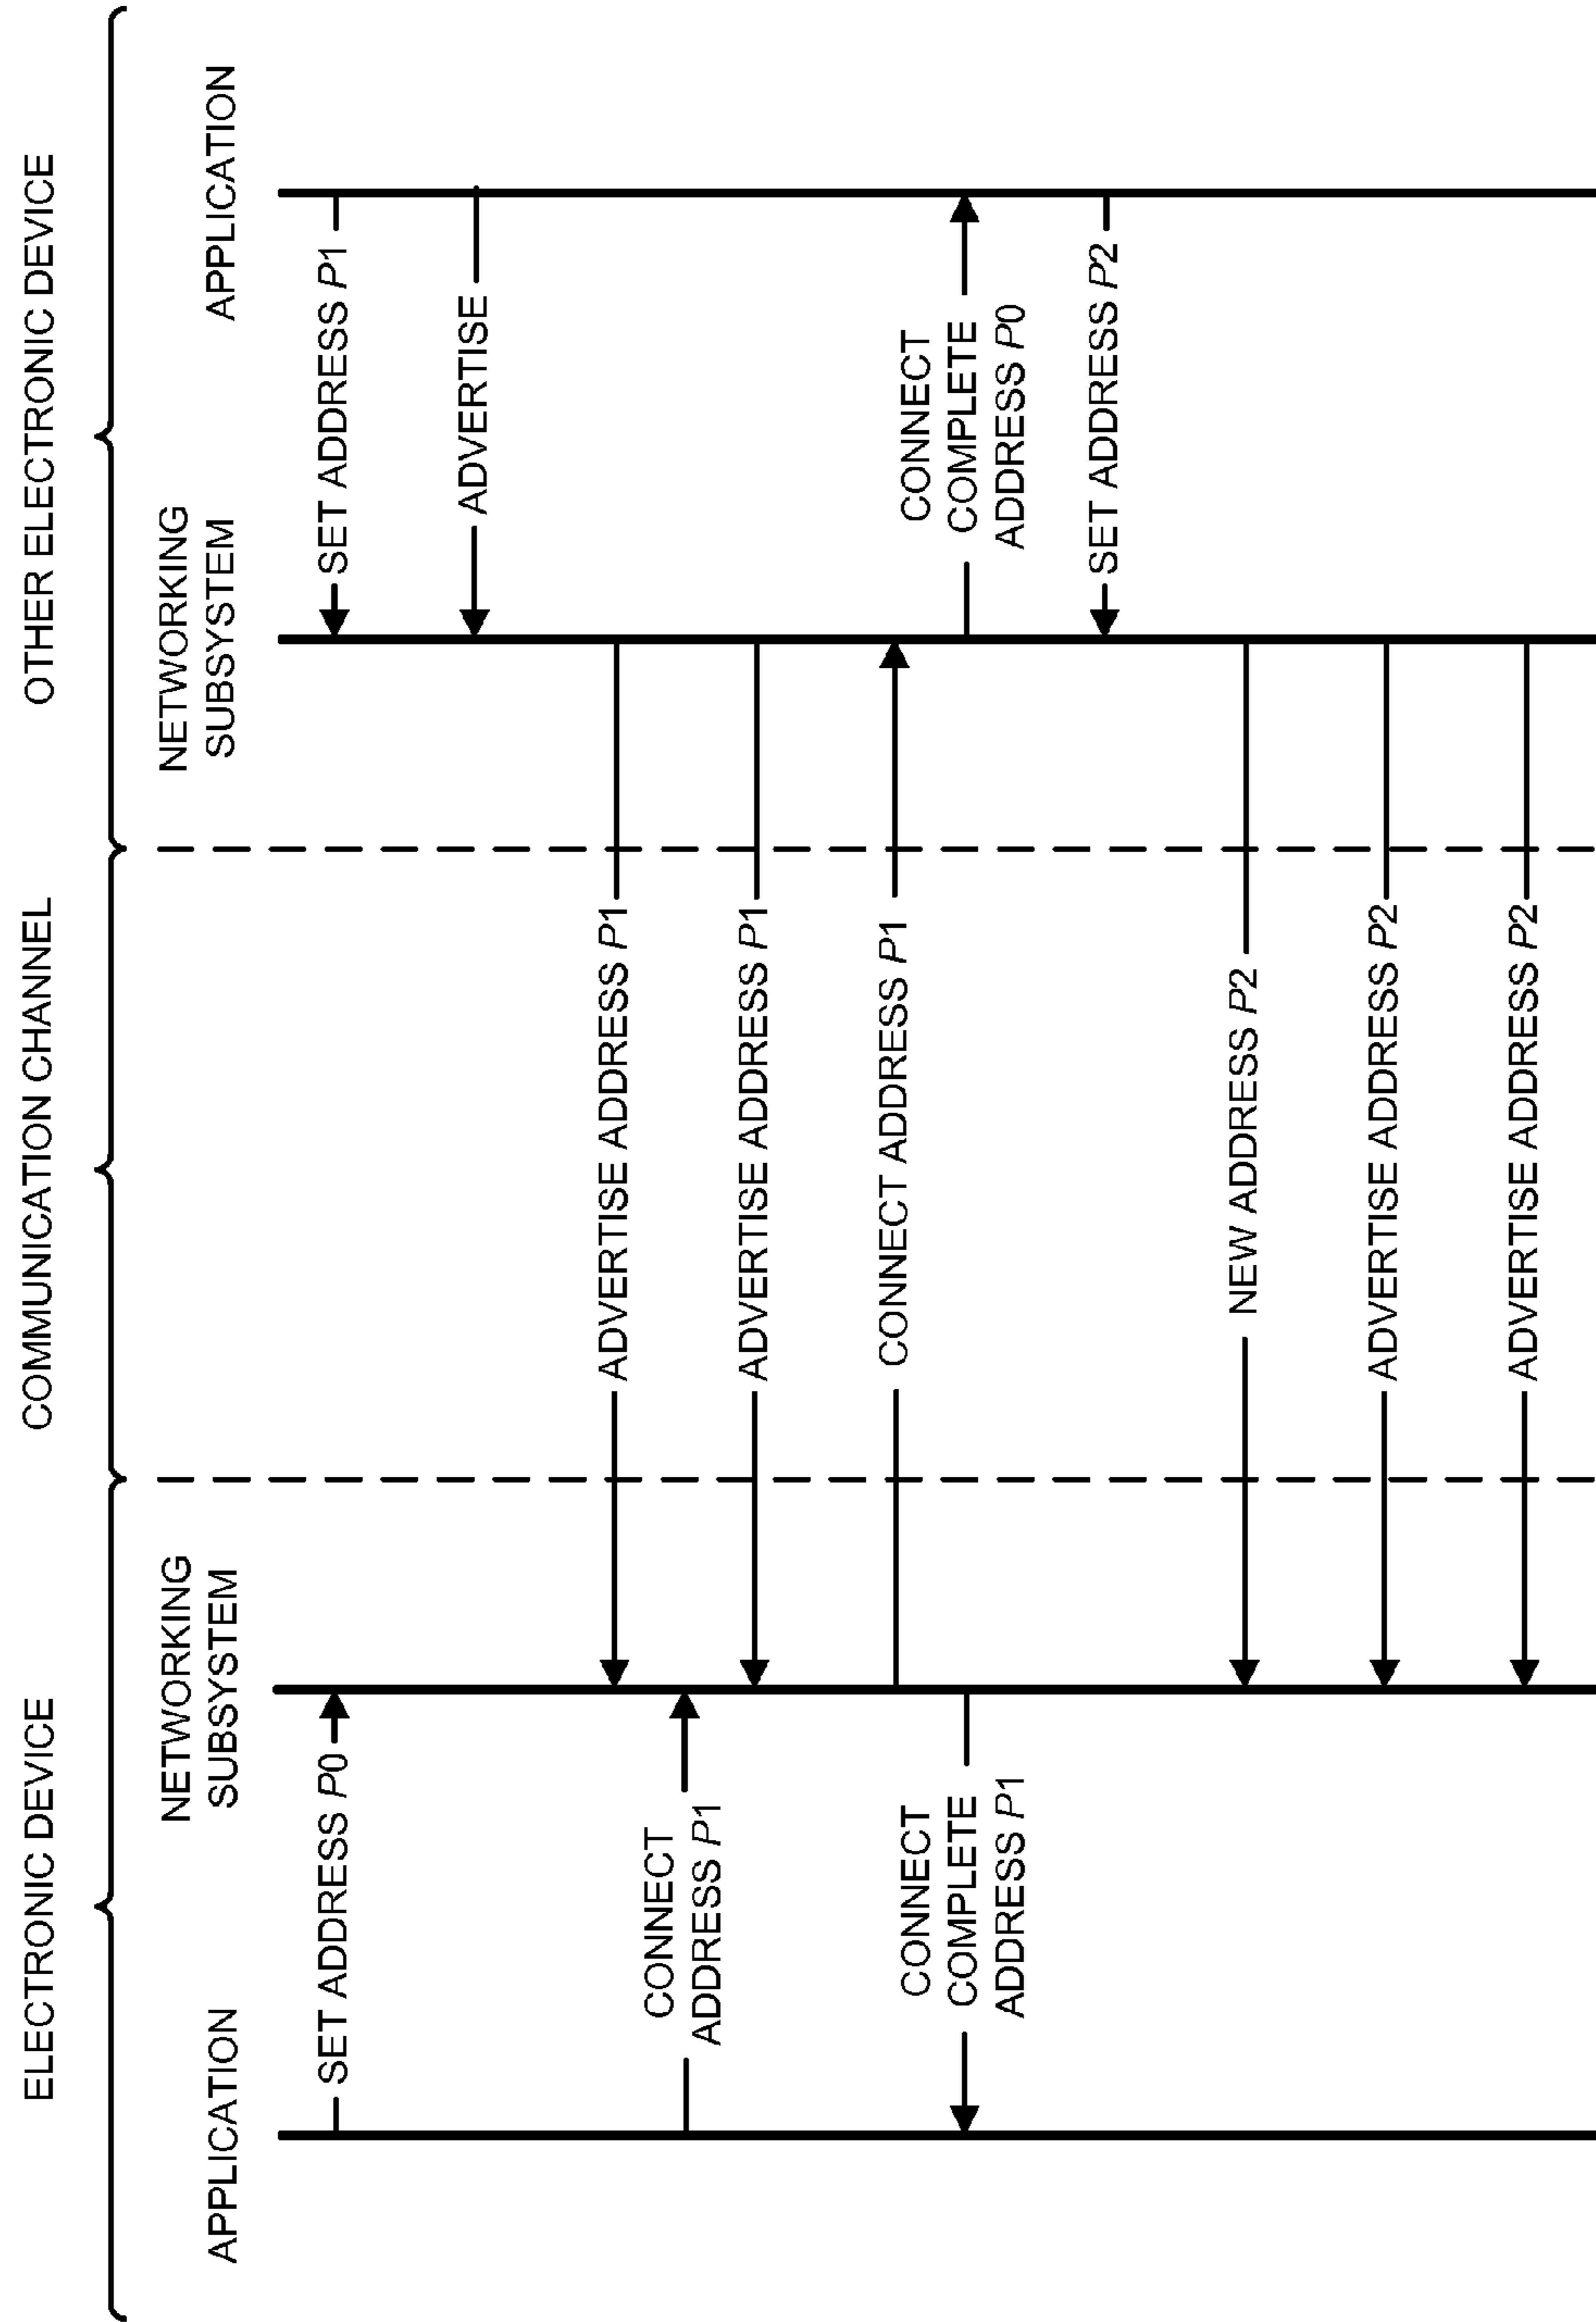 ELECTRONIC DEVICE
COMMUNICATION CHANNEL
OTHER ELECTRONIC DEVICE
APPLICATION
NETWORKING
SUBSYSTEM
NETWORKING
SUBSYSTEM
APPLICATION
SET ADDRESS P0
SET ADDRESS P1
ADVERTISE
ADVERTISE ADDRESS P1
CONNECT
ADDRESS P1
ADVERTISE ADDRESS P1
CONNECT ADDRESS P1
CONNECT
COMPLETE
ADDRESS P1
CONNECT
COMPLETE
ADDRESS P0
SET ADDRESS P2
NEW ADDRESS P2
ADVERTISE ADDRESS P2
ADVERTISE ADDRESS P2